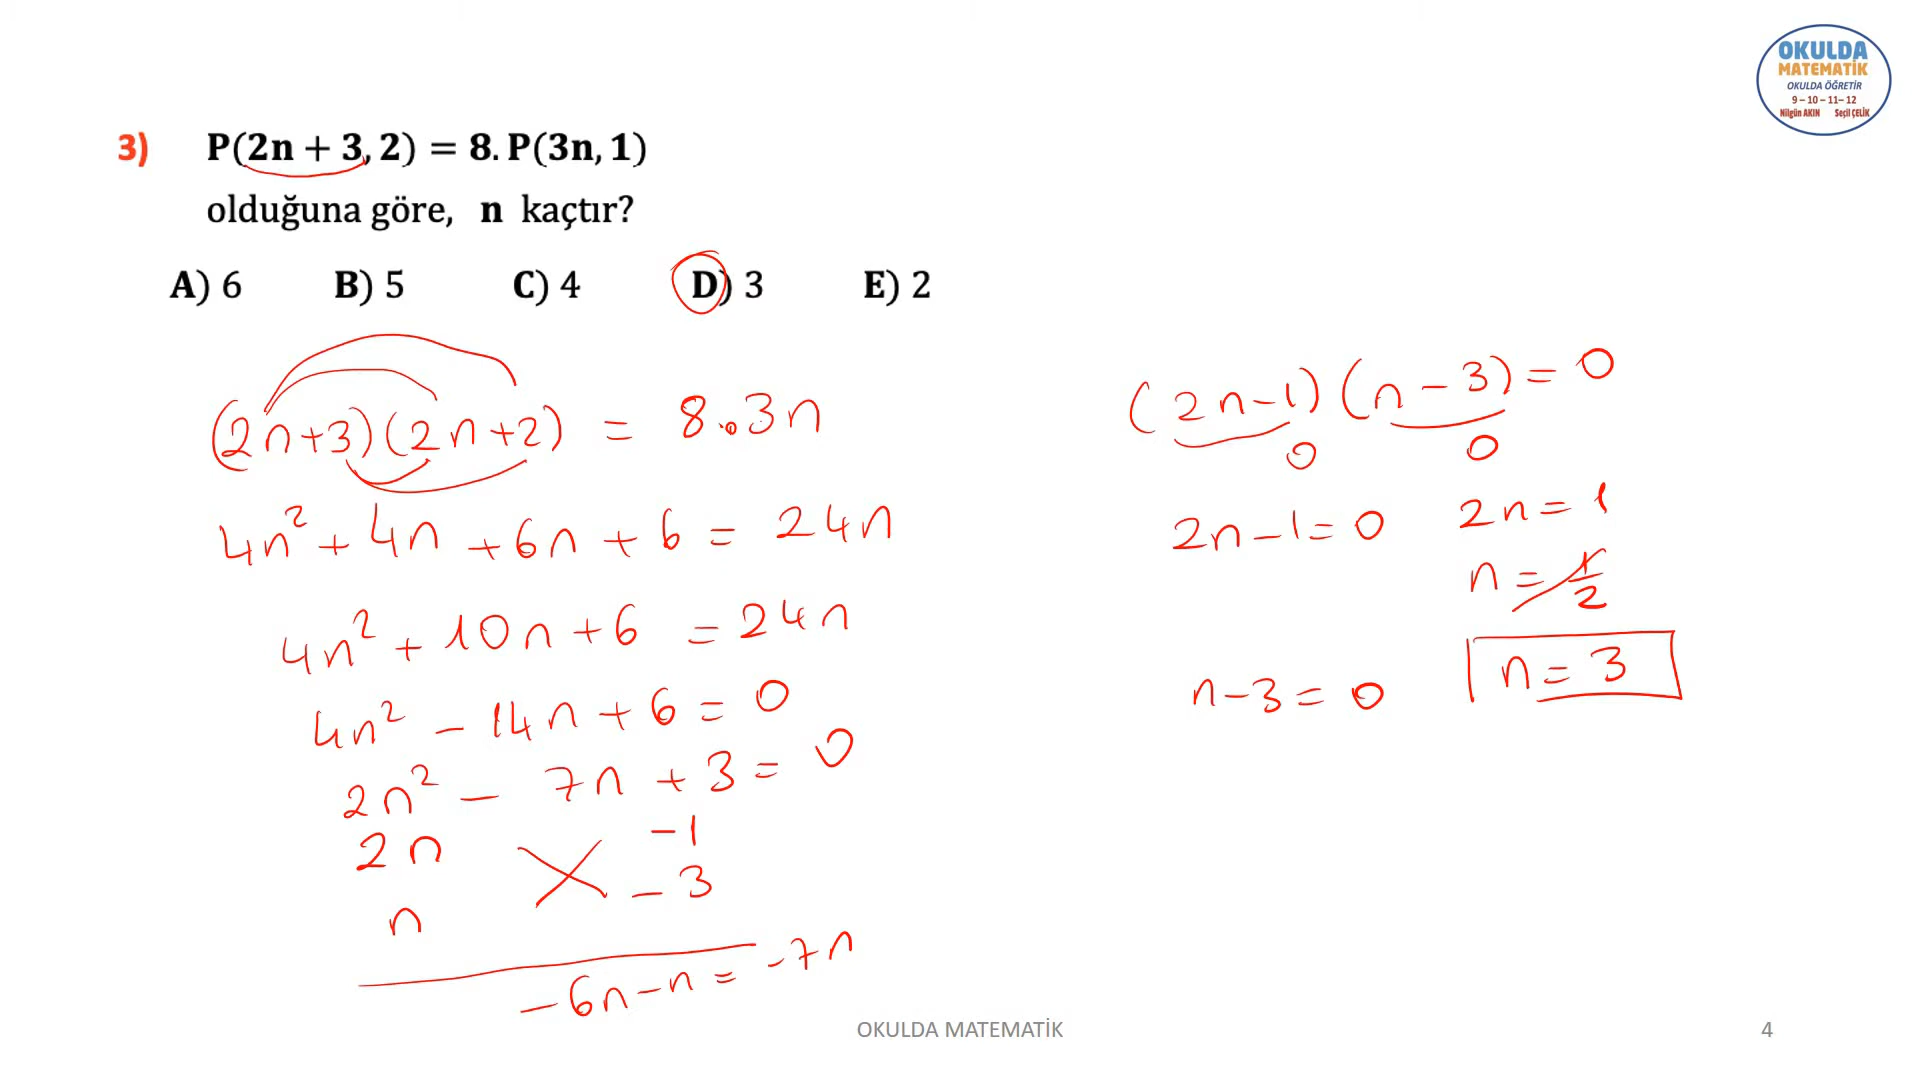 OKULDA
MATEMATİK
OKULDA ÖĞRETİR
9 – 10 – 11– 12
Nilgün AKIN Seçil ÇELİK
3) P(2n + 3, 2) = 8. P(3n, 1)
olduğuna göre, n kaçtır?
A) 6 B) 5 C) 4 D) 3 E) 2
(2n+3)(2n+2) = 8.3n
4n² + 4n + 6n + 6 = 24n
4n² + 10n + 6 = 24n
4n² - 14n + 6 = 0
2n² - 7n + 3 = 0
2n -1
n -3
-6n - n = -7n
(2n-1)(n-3) = 0
0 0
2n-1 = 0 2n = 1
n = 1/2
n-3 = 0 n = 3
OKULDA MATEMATİK 4